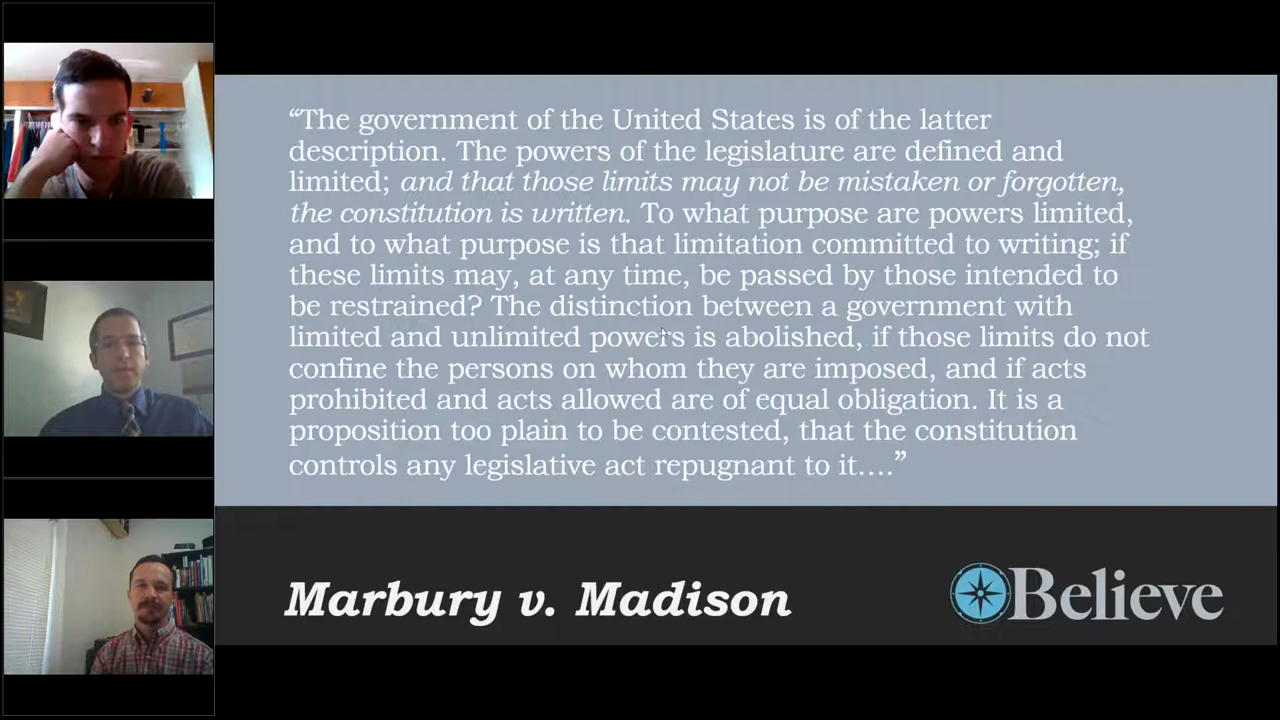 “The government of the United States is of the latter
description. The powers of the legislature are defined and
limited; and that those limits may not be mistaken or forgotten,
the constitution is written. To what purpose are powers limited,
and to what purpose is that limitation committed to writing; if
these limits may, at any time, be passed by those intended to
be restrained? The distinction between a government with
limited and unlimited powers is abolished, if those limits do not
confine the persons on whom they are imposed, and if acts
prohibited and acts allowed are of equal obligation. It is a
proposition too plain to be contested, that the constitution
controls any legislative act repugnant to it….”
Marbury v. Madison
Believe